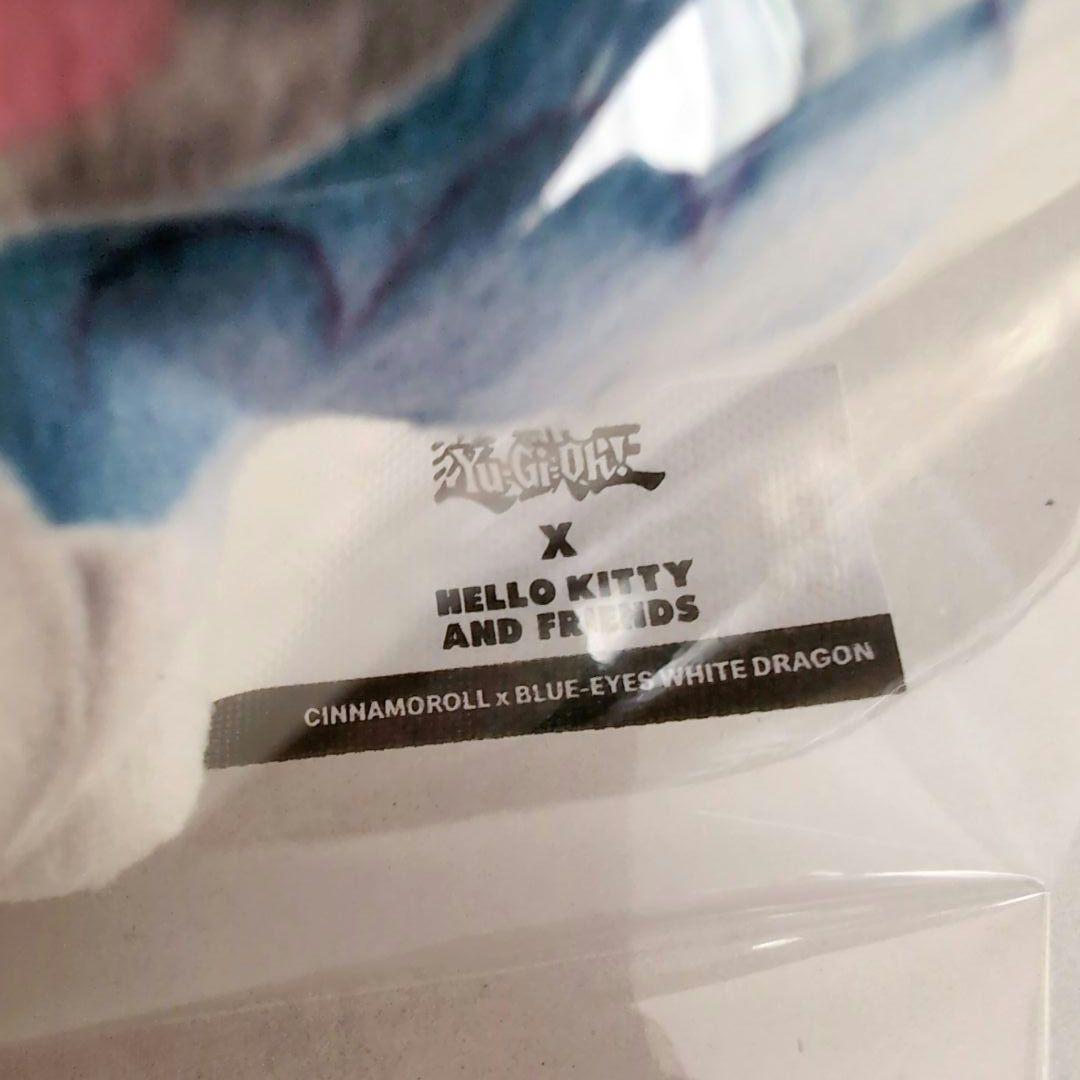 Yu-Gi-Oh!
X
HELLO KITTY
AND FRIENDS
CINNAMOROLL x BLUE-EYES WHITE DRAGON